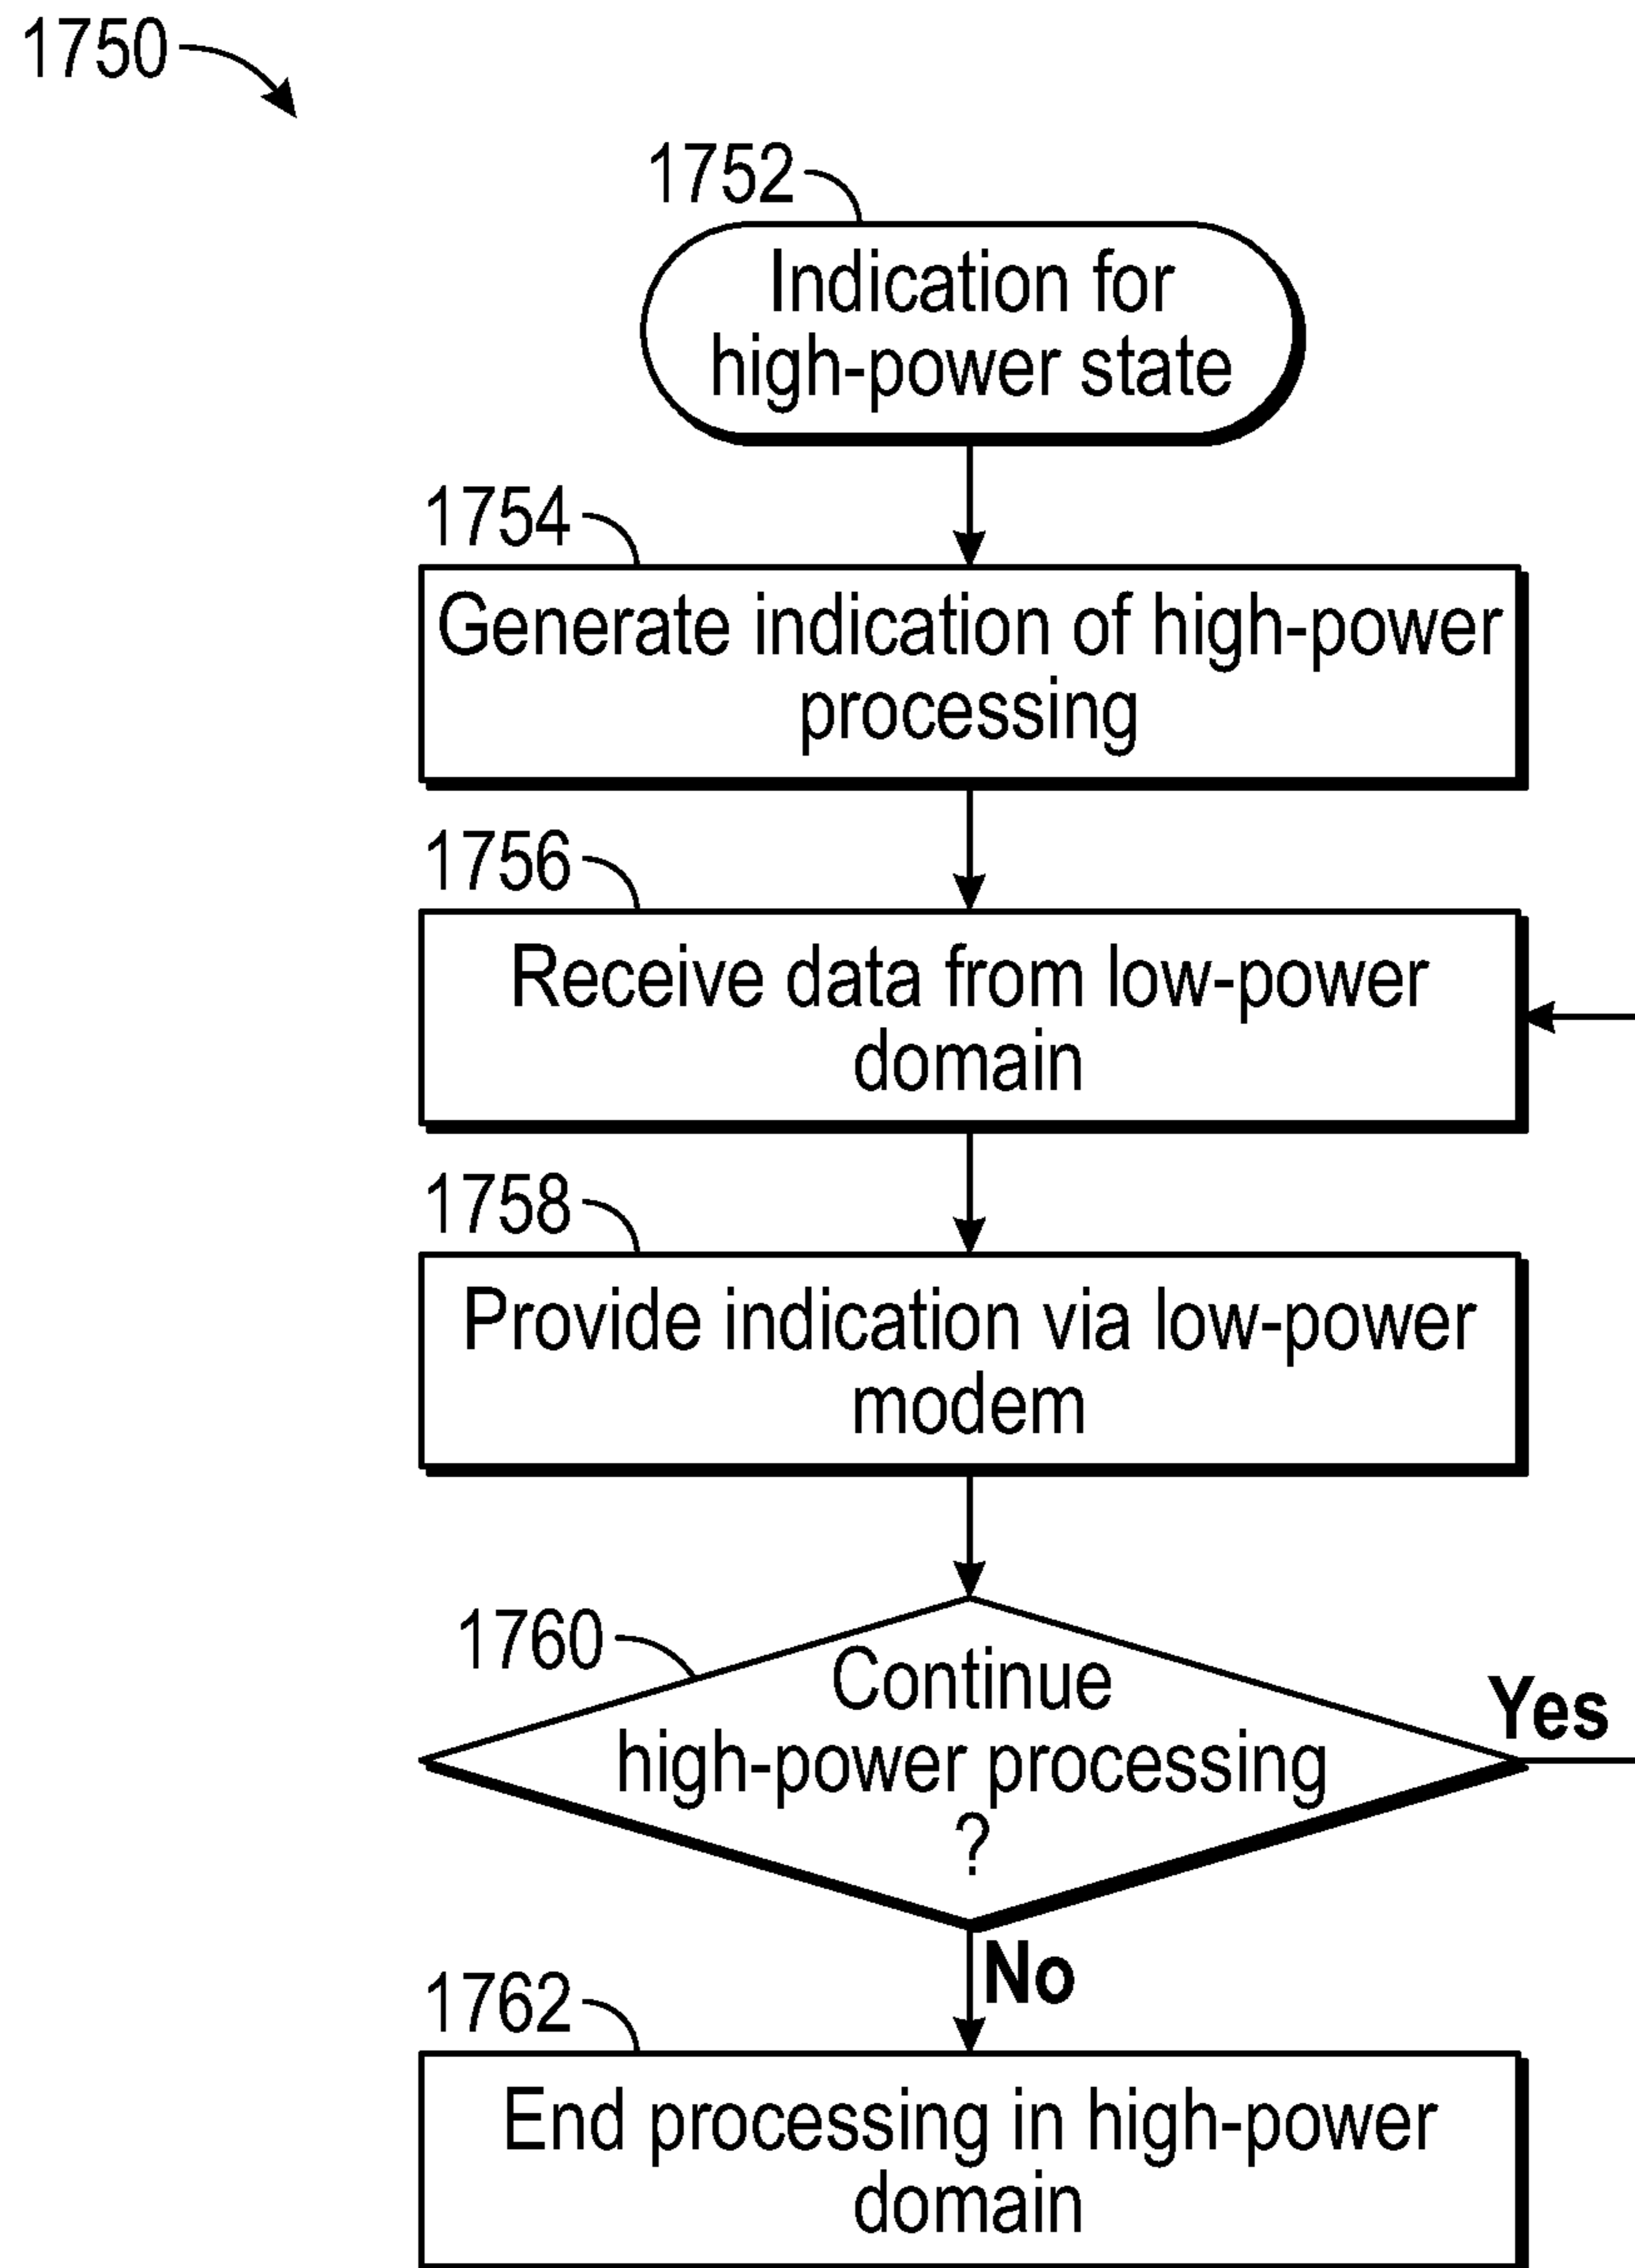 1750
1752
Indication for
high-power state
1754
Generate indication of high-power
processing
1756
Receive data from low-power
domain
1758
Provide indication via low-power
modem
1760
Continue
high-power processing
?
Yes
No
1762
End processing in high-power
domain